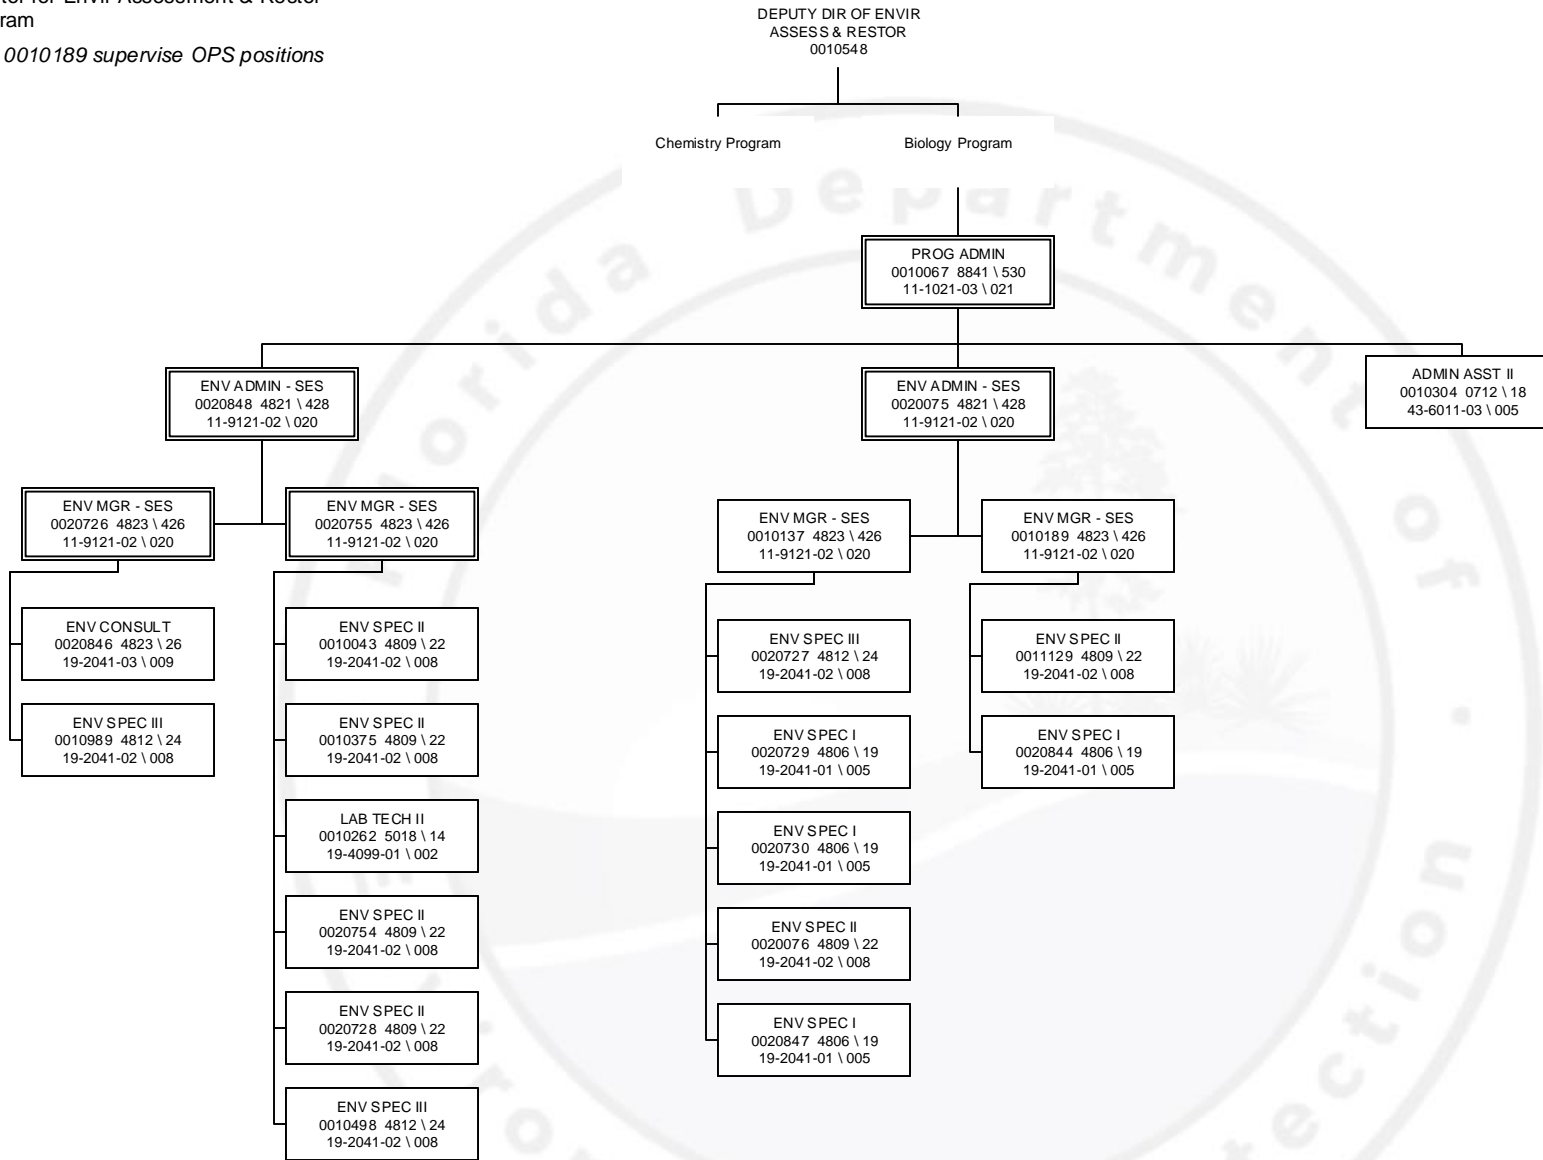 ram
0010189 supervise OPS positions
DEPUTY DIR OF ENVIR
ASSESS & RESTOR
0010548
Chemistry Program
Biology Program
PROG ADMIN
0010067 8841 \ 530
11-1021-03 \ 021
ENV ADMIN - SES
0020848 4821 \ 428
11-9121-02 \ 020
ENV ADMIN - SES
0020075 4821 \ 428
11-9121-02 \ 020
ADMIN ASST II
0010304 0712 \ 18
43-6011-03 \ 005
ENV MGR - SES
0020726 4823 \ 426
11-9121-02 \ 020
ENV MGR - SES
0020755 4823 \ 426
11-9121-02 \ 020
ENV MGR - SES
0010137 4823 \ 426
11-9121-02 \ 020
ENV MGR - SES
0010189 4823 \ 426
11-9121-02 \ 020
ENV CONSULT
0020846 4823 \ 26
19-2041-03 \ 009
ENV SPEC III
0010989 4812 \ 24
19-2041-02 \ 008
ENV SPEC II
0010043 4809 \ 22
19-2041-02 \ 008
ENV SPEC II
0010375 4809 \ 22
19-2041-02 \ 008
LAB TECH II
0010262 5018 \ 14
19-4099-01 \ 002
ENV SPEC II
0020754 4809 \ 22
19-2041-02 \ 008
ENV SPEC II
0020728 4809 \ 22
19-2041-02 \ 008
ENV SPEC III
0010498 4812 \ 24
19-2041-02 \ 008
ENV SPEC III
0020727 4812 \ 24
19-2041-02 \ 008
ENV SPEC I
0020729 4806 \ 19
19-2041-01 \ 005
ENV SPEC I
0020730 4806 \ 19
19-2041-01 \ 005
ENV SPEC II
0020076 4809 \ 22
19-2041-02 \ 008
ENV SPEC I
0020847 4806 \ 19
19-2041-01 \ 005
ENV SPEC II
0011129 4809 \ 22
19-2041-02 \ 008
ENV SPEC I
0020844 4806 \ 19
19-2041-01 \ 005
Florida Department of